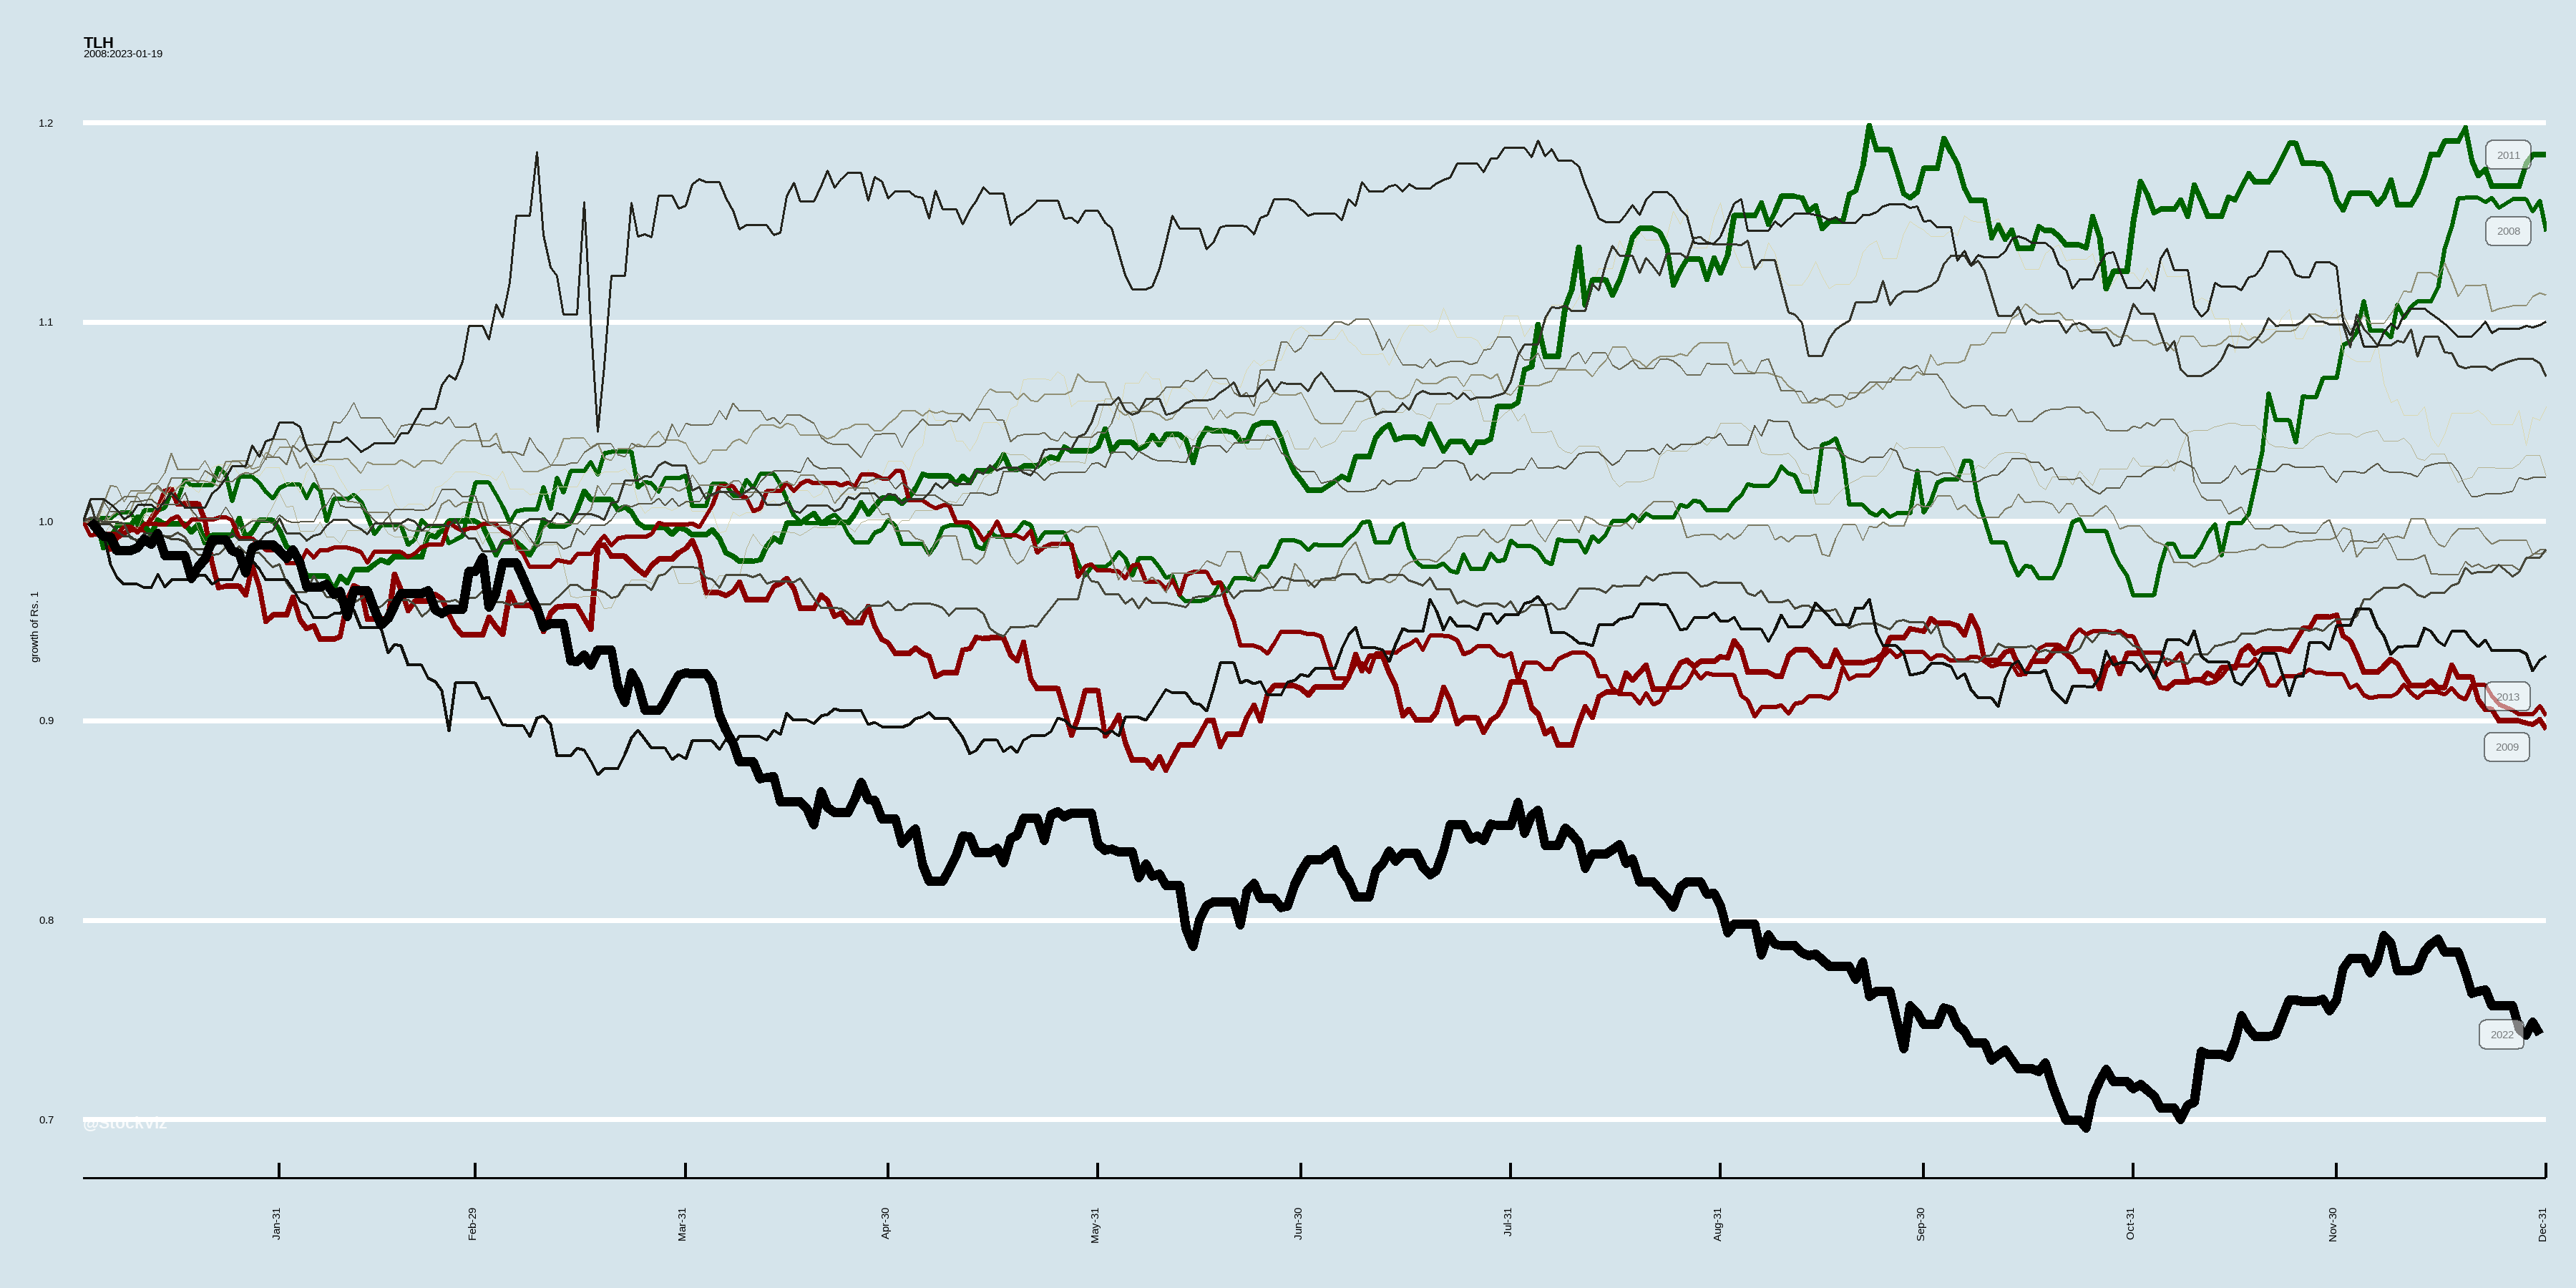 TLH
2008:2023-01-19
1.2
1.1
1.0
0.9
0.8
0.7
growth of Rs. 1
2011
2008
2013
2009
2022
@StockViz
Jan-31
Feb-29
Mar-31
Apr-30
May-31
Jun-30
Jul-31
Aug-31
Sep-30
Oct-31
Nov-30
Dec-31